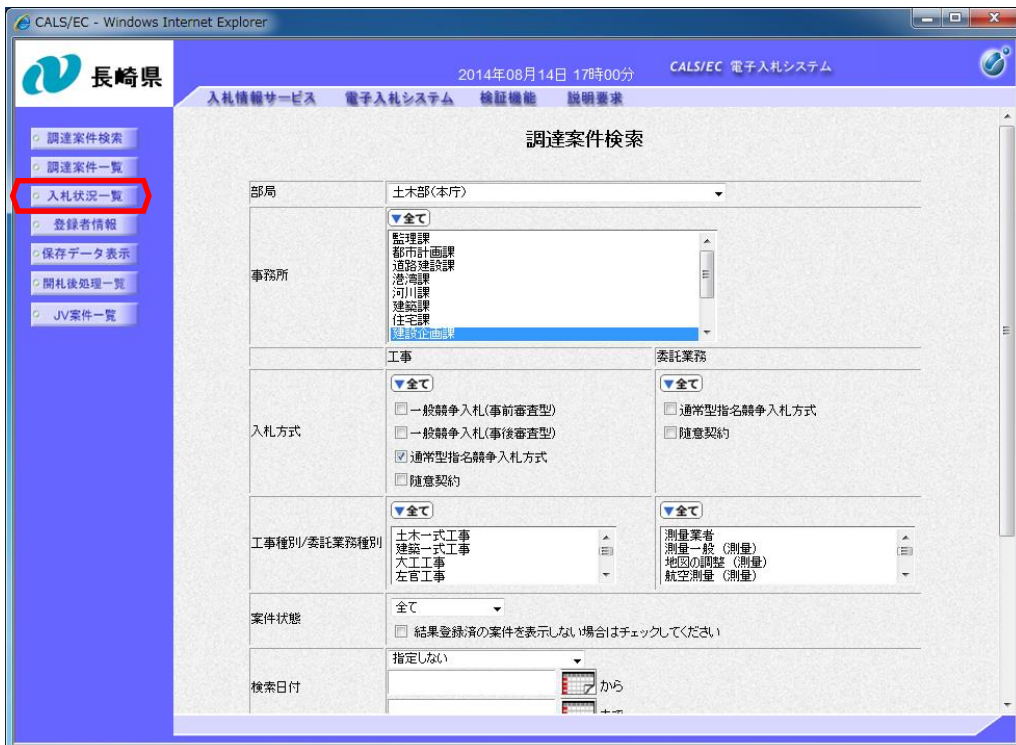 CALS/EC - Windows Internet Explorer
長崎県
2014年08月14日 17時00分
CALS/EC 電子入札システム
入札情報サービス 電子入札システム 検証機能 説明要求
調達案件検索
調達案件一覧
入札状況一覧
登録者情報
保存データ表示
開札後処理一覧
JV案件一覧
調達案件検索
部局 土木部(本庁)
事務所
▼全て
監理課
都市計画課
道路建設課
港湾課
河川課
建築課
住宅課
建設企画課
工事 委託業務
入札方式
▼全て ▼全て
一般競争入札(事前審査型) 通常型指名競争入札方式
一般競争入札(事後審査型) 随意契約
通常型指名競争入札方式
随意契約
工事種別/委託業務種別
▼全て ▼全て
土木一式工事 測量業者
建築一式工事 測量一般 (測量)
大工工事 地図の調整 (測量)
左官工事 航空測量 (測量)
案件状態
全て
結果登録済の案件を表示しない場合はチェックしてください
検索日付
指定しない
から